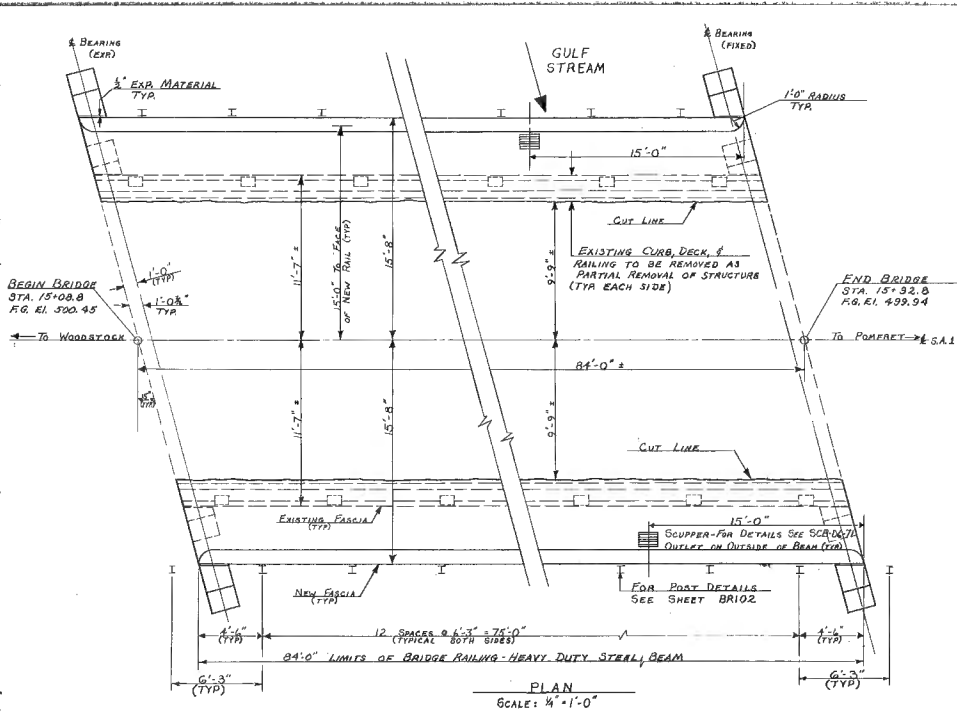 ℄ BEARING
(EXP)
½" EXP. MATERIAL
TYP.
GULF
STREAM
℄ BEARING
(FIXED)
1'-0" RADIUS
TYP.
15'-0"
CUT LINE
EXISTING CURB, DECK, &
RAILING TO BE REMOVED AS
PARTIAL REMOVAL OF STRUCTURE
(TYP. EACH SIDE)
11'-7" ±
15'-0" TO FACE
OF NEW RAIL (TYP)
15'-8"
9'-9" ±
1'-0"
(TYP)
1'-0¾"
TYP.
BEGIN BRIDGE
STA. 15+08.8
F.G. El. 500.45
END BRIDGE
STA. 15+92.8
F.G. El. 499.94
TO WOODSTOCK
TO POMFRET
℄ S.A.1
84'-0" ±
15°
(TYP)
11'-7" ±
15'-8"
9'-9" ±
CUT LINE
EXISTING FASCIA
(TYP)
15'-0"
SCUPPER-FOR DETAILS SEE
OUTLET ON OUTSIDE OF BEAM (TYP)
NEW FASCIA
(TYP)
FOR POST DETAILS
SEE SHEET BR102
4'-6"
(TYP)
12 SPACES @ 6'-3" = 75'-0"
(TYPICAL BOTH SIDES)
4'-6"
(TYP)
84'-0" LIMITS OF BRIDGE RAILING - HEAVY DUTY STEEL BEAM
6'-3"
(TYP)
6'-3"
(TYP)
PLAN
SCALE: ¼" = 1'-0"